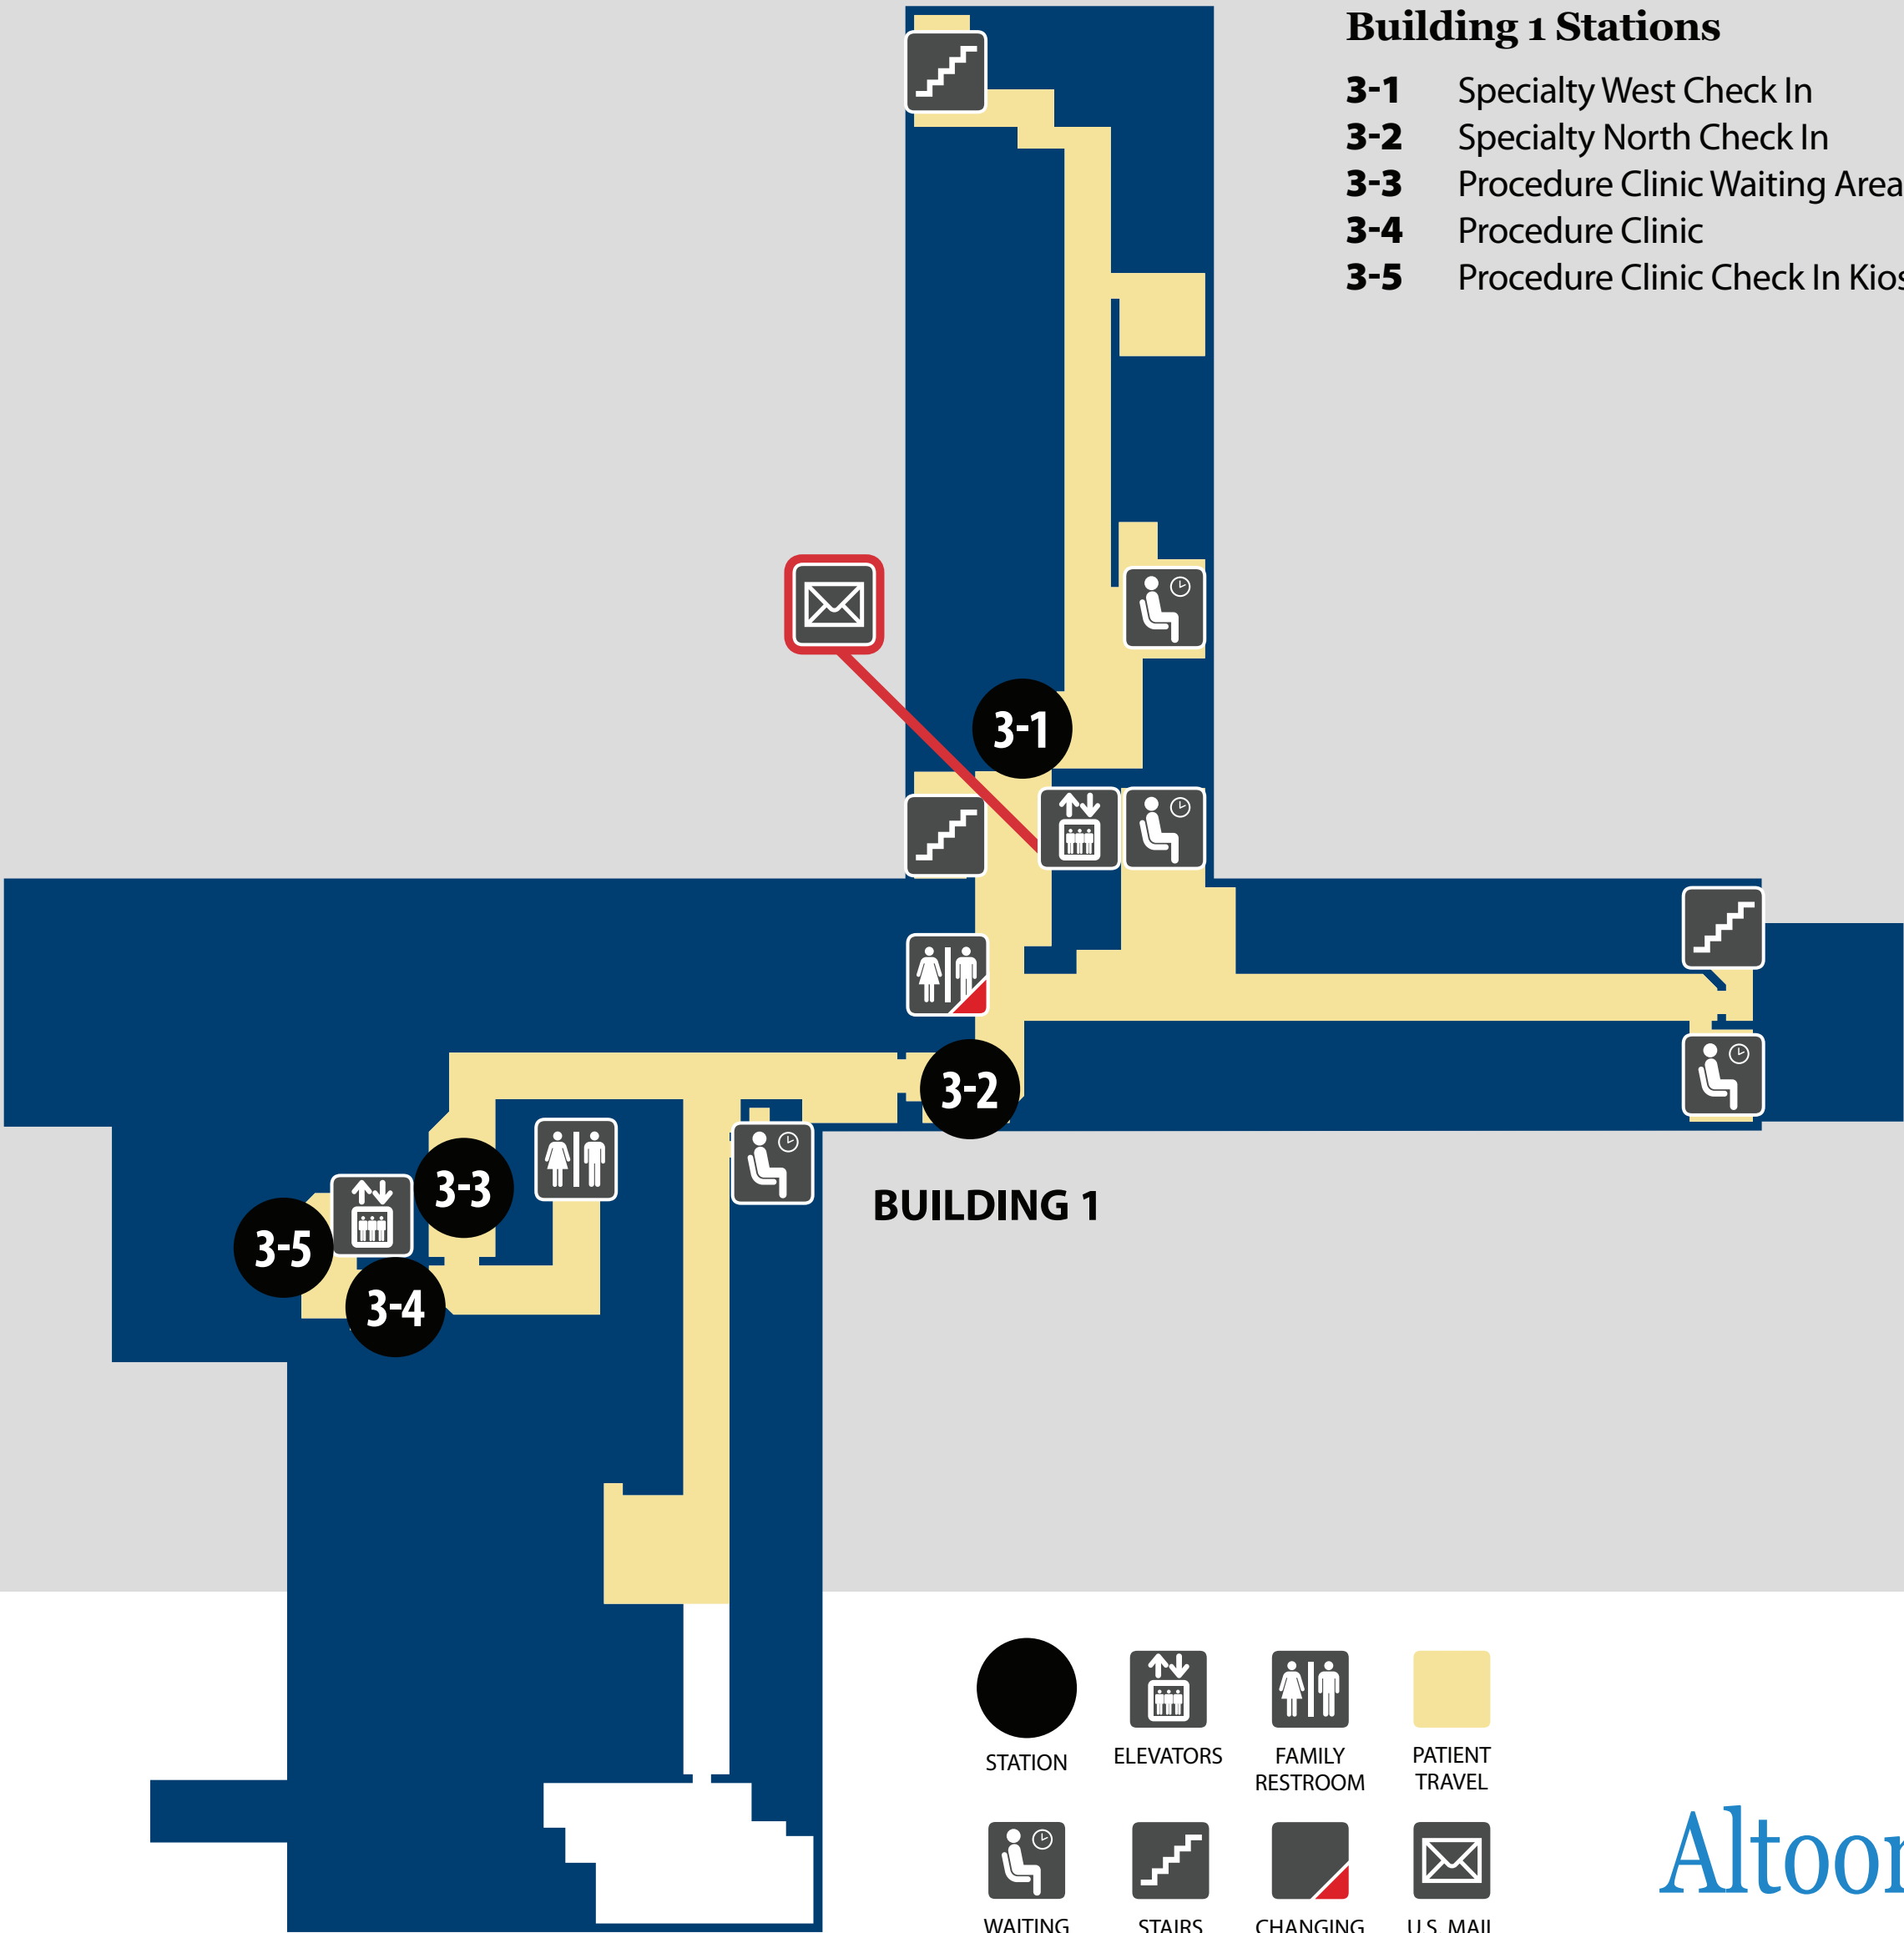 Building 1 Stations
3-1 Specialty West Check In
3-2 Specialty North Check In
3-3 Procedure Clinic Waiting Area
3-4 Procedure Clinic
3-5 Procedure Clinic Check In
3-1
3-2
3-3
3-5
3-4
BUILDING 1
STATION
ELEVATORS
FAMILY
RESTROOM
PATIENT
TRAVEL
WAITING
STAIRS
CHANGING
U.S. MAIL